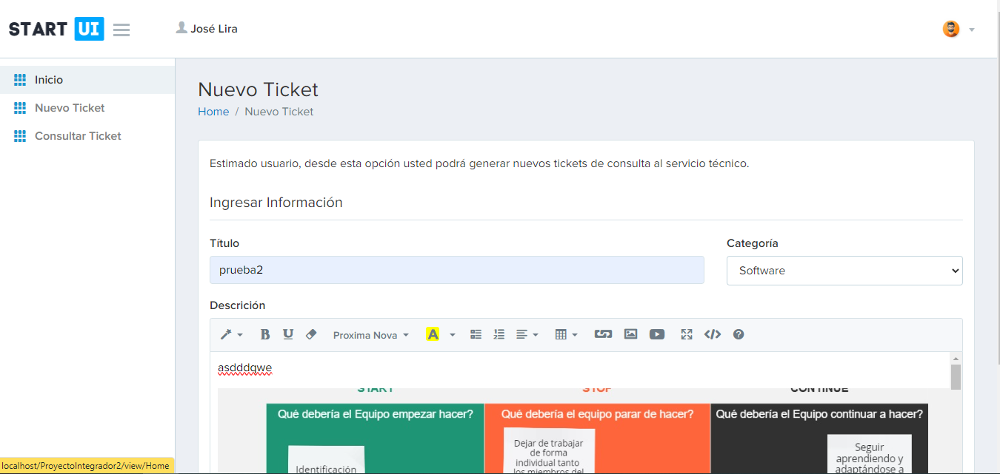 START UI
José Lira
Inicio
Nuevo Ticket
Consultar Ticket
Nuevo Ticket
Home / Nuevo Ticket
Estimado usuario, desde esta opción usted podrá generar nuevos tickets de consulta al servicio técnico.
Ingresar Información
Título
Categoría
prueba2
Software
Descrición
B U Proxima Nova A
asdddqwe
START STOP CONTINUE
Qué debería el Equipo empezar hacer?
Qué debería el equipo parar de hacer?
Qué debería el Equipo continuar a hacer?
Identificación
Dejar de trabajar
de forma
individual tanto
los miembros del
Seguir
aprendiendo y
adaptándose a
localhost/ProyectoIntegrador2/view/Home